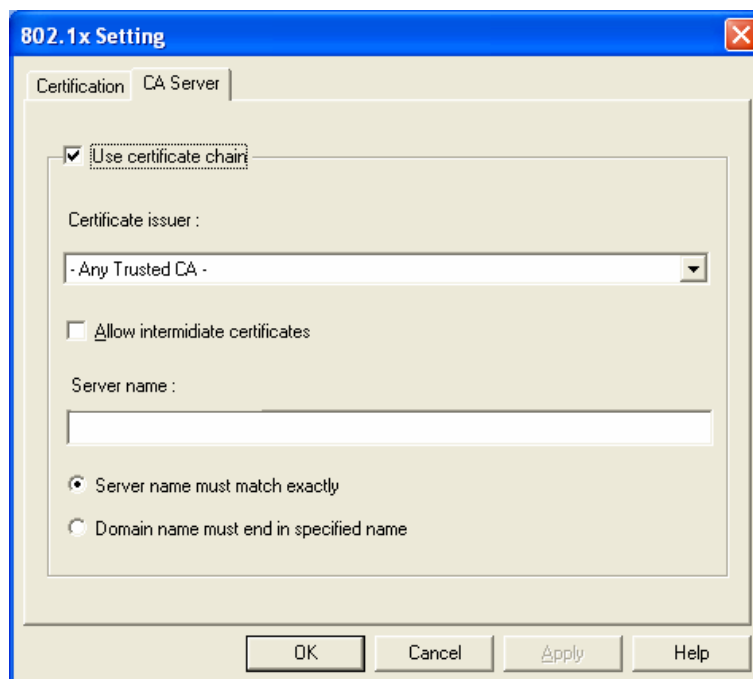 802.1x Setting
Certification
CA Server
Use certificate chain
Certificate issuer :
- Any Trusted CA -
Allow intermidiate certificates
Server name :
Server name must match exactly
Domain name must end in specified name
OK
Cancel
Apply
Help